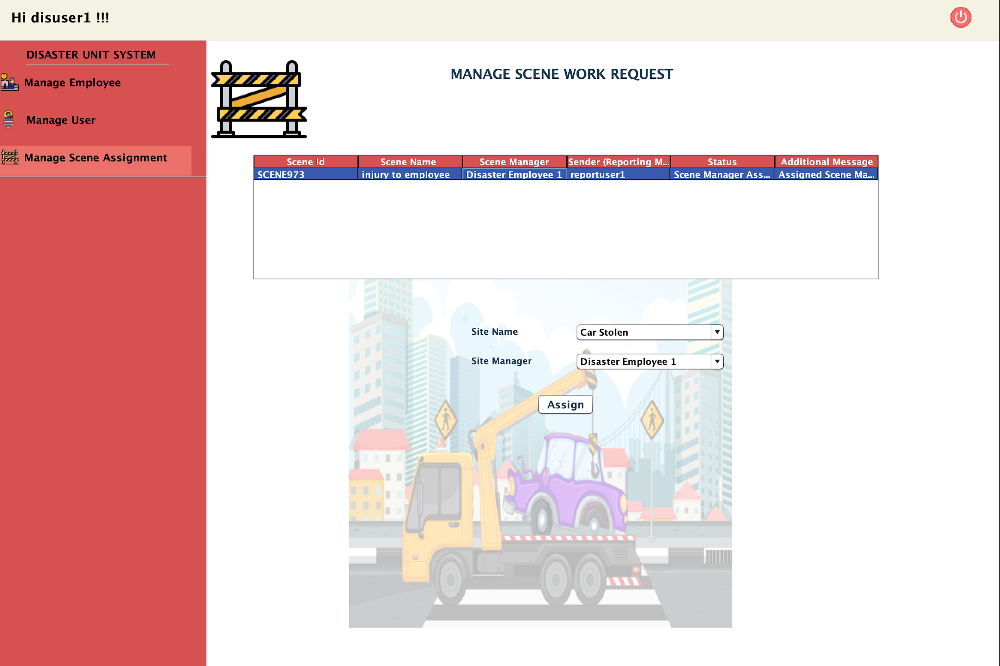 Hi disuser1 !!!
DISASTER UNIT SYSTEM
Manage Employee
Manage User
Manage Scene Assignment
MANAGE SCENE WORK REQUEST
Scene Id Scene Name Scene Manager Sender (Reporting M... Status Additional Message
SCENE973 injury to employee Disaster Employee 1 reportuser1 Scene Manager Ass... Assigned Scene Ma...
Site Name Car Stolen
Site Manager Disaster Employee 1
Assign